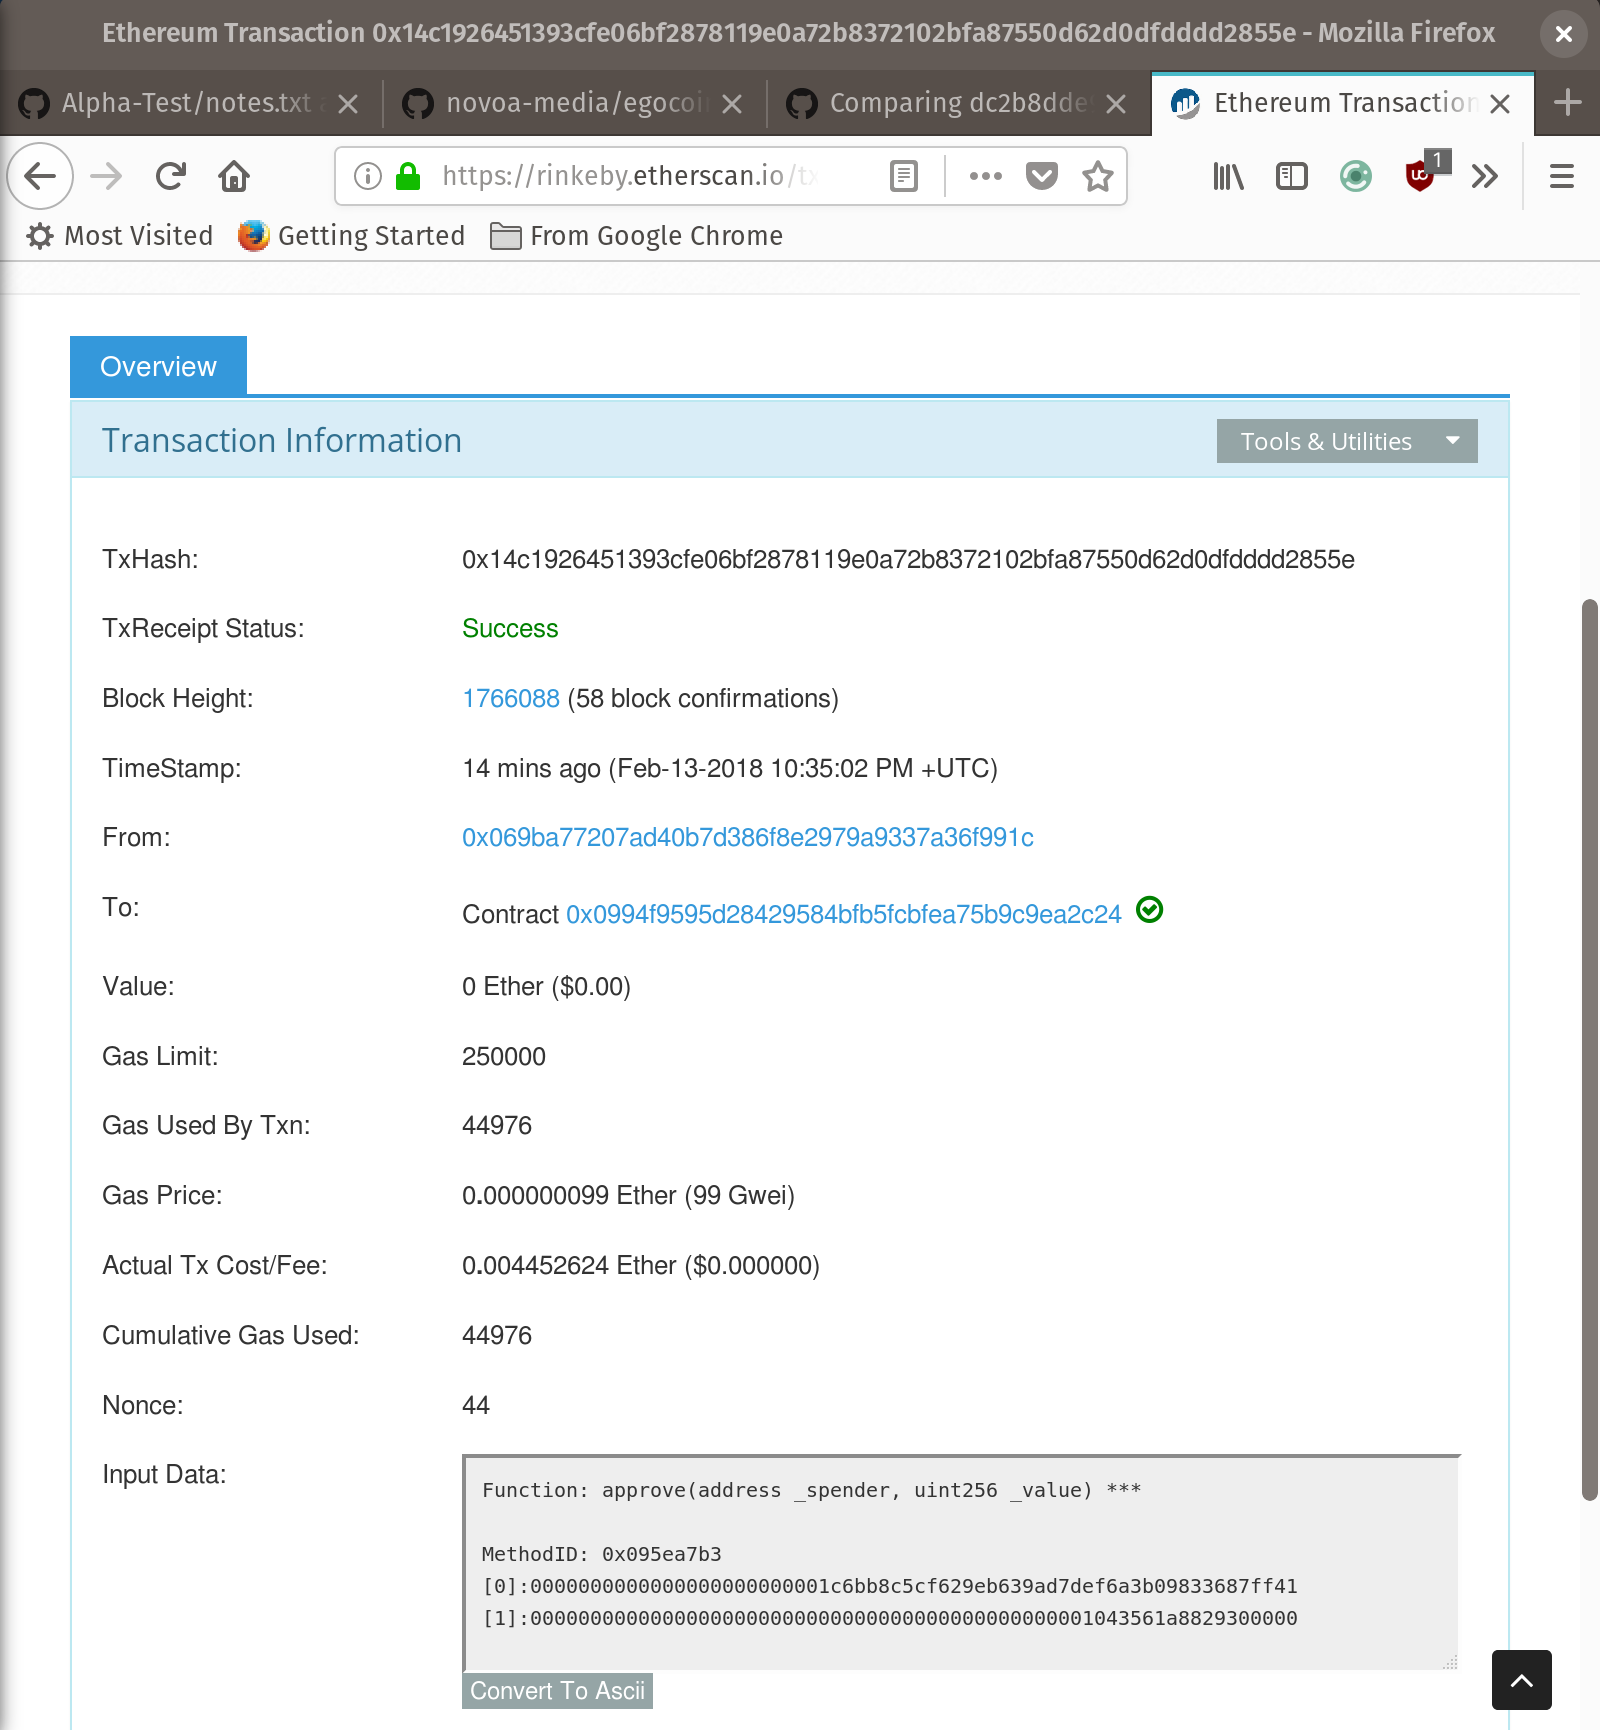 Ethereum Transaction 0x14c1926451393cfe06bf2878119e0a72b8372102bfa87550d62d0dfdddd2855e - Mozilla Firefox
Alpha-Test/notes.txt novoa-media/egocoi Comparing dc2b8dde Ethereum Transaction
https://rinkeby.etherscan.io/tx 1
Most Visited Getting Started From Google Chrome
Overview
Transaction Information Tools & Utilities
TxHash: 0x14c1926451393cfe06bf2878119e0a72b8372102bfa87550d62d0dfdddd2855e
TxReceipt Status: Success
Block Height: 1766088 (58 block confirmations)
TimeStamp: 14 mins ago (Feb-13-2018 10:35:02 PM +UTC)
From: 0x069ba77207ad40b7d386f8e2979a9337a36f991c
To: Contract 0x0994f9595d28429584bfb5fcbfea75b9c9ea2c24
Value: 0 Ether ($0.00)
Gas Limit: 250000
Gas Used By Txn: 44976
Gas Price: 0.000000099 Ether (99 Gwei)
Actual Tx Cost/Fee: 0.004452624 Ether ($0.000000)
Cumulative Gas Used: 44976
Nonce: 44
Input Data:
Function: approve(address _spender, uint256 _value) ***
MethodID: 0x095ea7b3
[0]:0000000000000000000000001c6bb8c5cf629eb639ad7def6a3b09833687ff41
[1]:00000000000000000000000000000000000000000000001043561a8829300000
Convert To Ascii